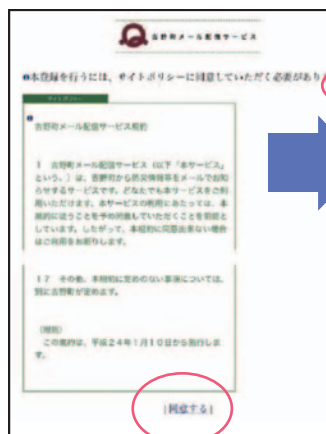 吉野町メール配信サービス
本登録を行うには、サイトポリシーに同意していただく必要があり
サイトポリシー
吉野町メール配信サービス規約
1 吉野町メール配信サービス（以下「本サービス」
という。）は、吉野町から防災情報等をメールでお知
らせするサービスです。どなたでも本サービスをご利
用いただけます。本サービスの利用にあたっては、本
規約に従うことを予め同意していただくことを前提と
しています。したがって、本規約に同意出来ない場合
はご利用をお断りします。
17 その他、本規約に定めのない事項については、
別に吉野町が定めます。
（附則）
この規約は、平成24年1月10日から施行しま
す。
[同意する]